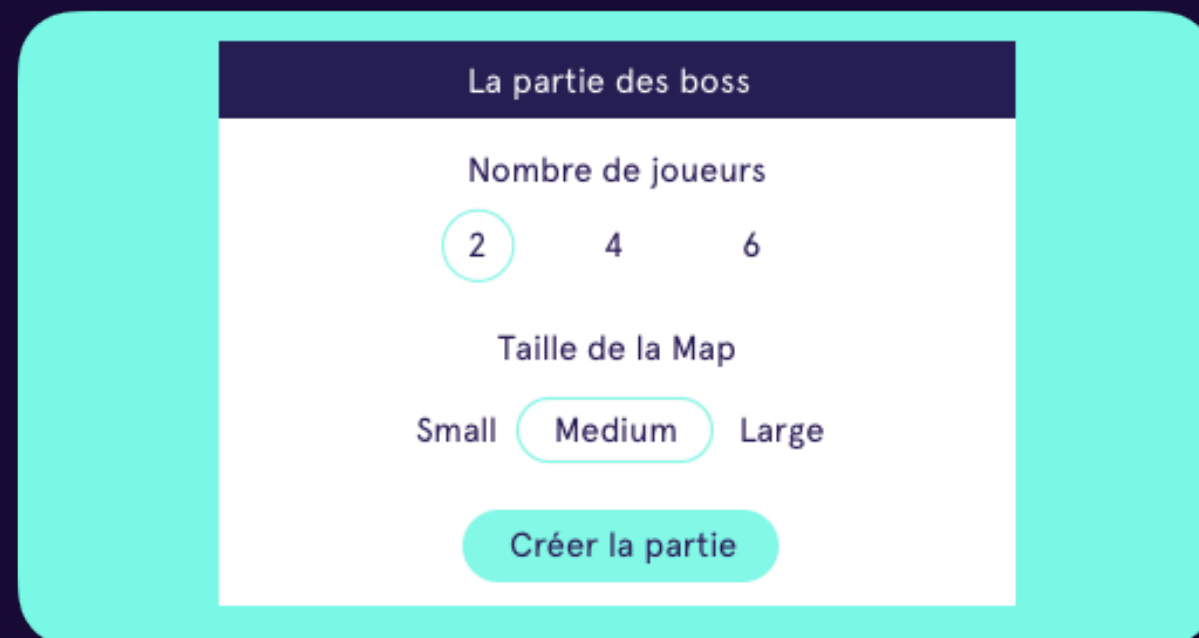 La partie des boss
Nombre de joueurs
2 4 6
Taille de la Map
Small Medium Large
Créer la partie